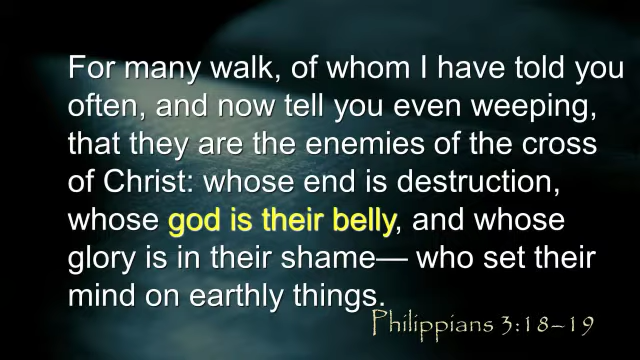 For many walk, of whom I have told you
often, and now tell you even weeping,
that they are the enemies of the cross
of Christ: whose end is destruction,
whose god is their belly, and whose
glory is in their shame— who set their
mind on earthly things.
Philippians 3:18–19